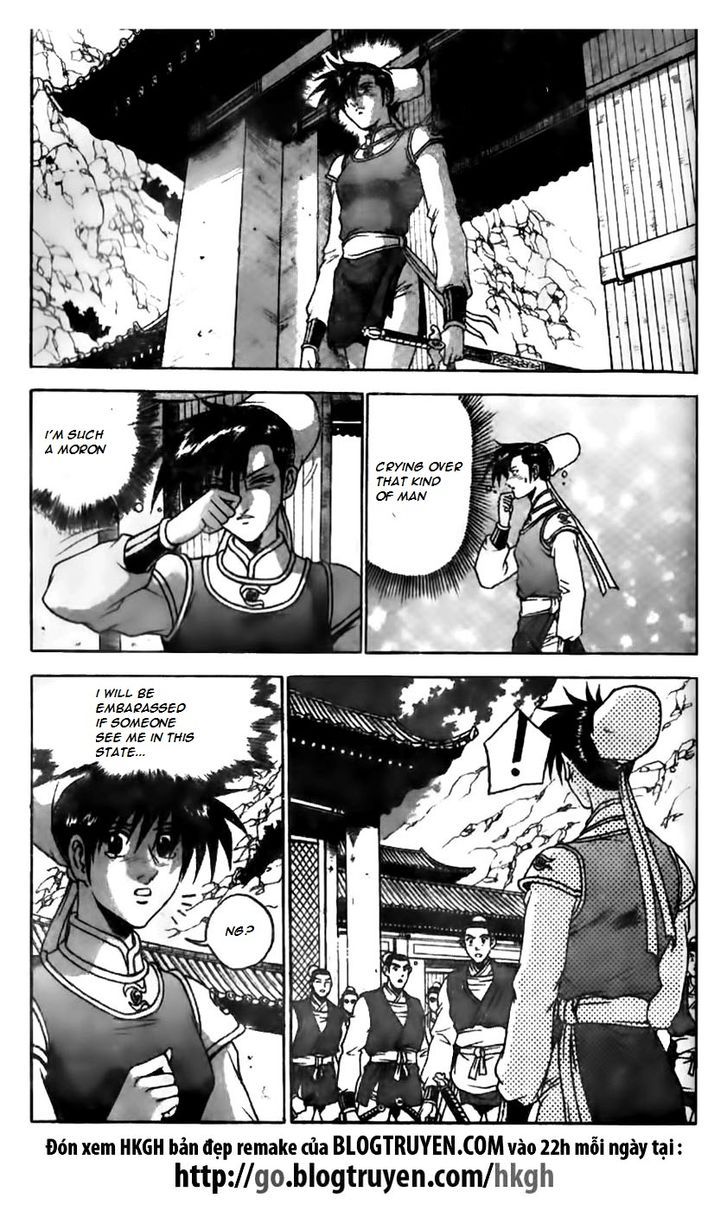 I'M SUCH
A MORON
CRYING OVER
THAT KIND
OF MAN
I WILL BE
EMBARASSED
IF SOMEONE
SEE ME IN THIS
STATE...
NG?
!
Đón xem HKGH bản đẹp remake của BLOGTRUYEN.COM vào 22h mỗi ngày tại :
http://go.blogtruyen.com/hkgh